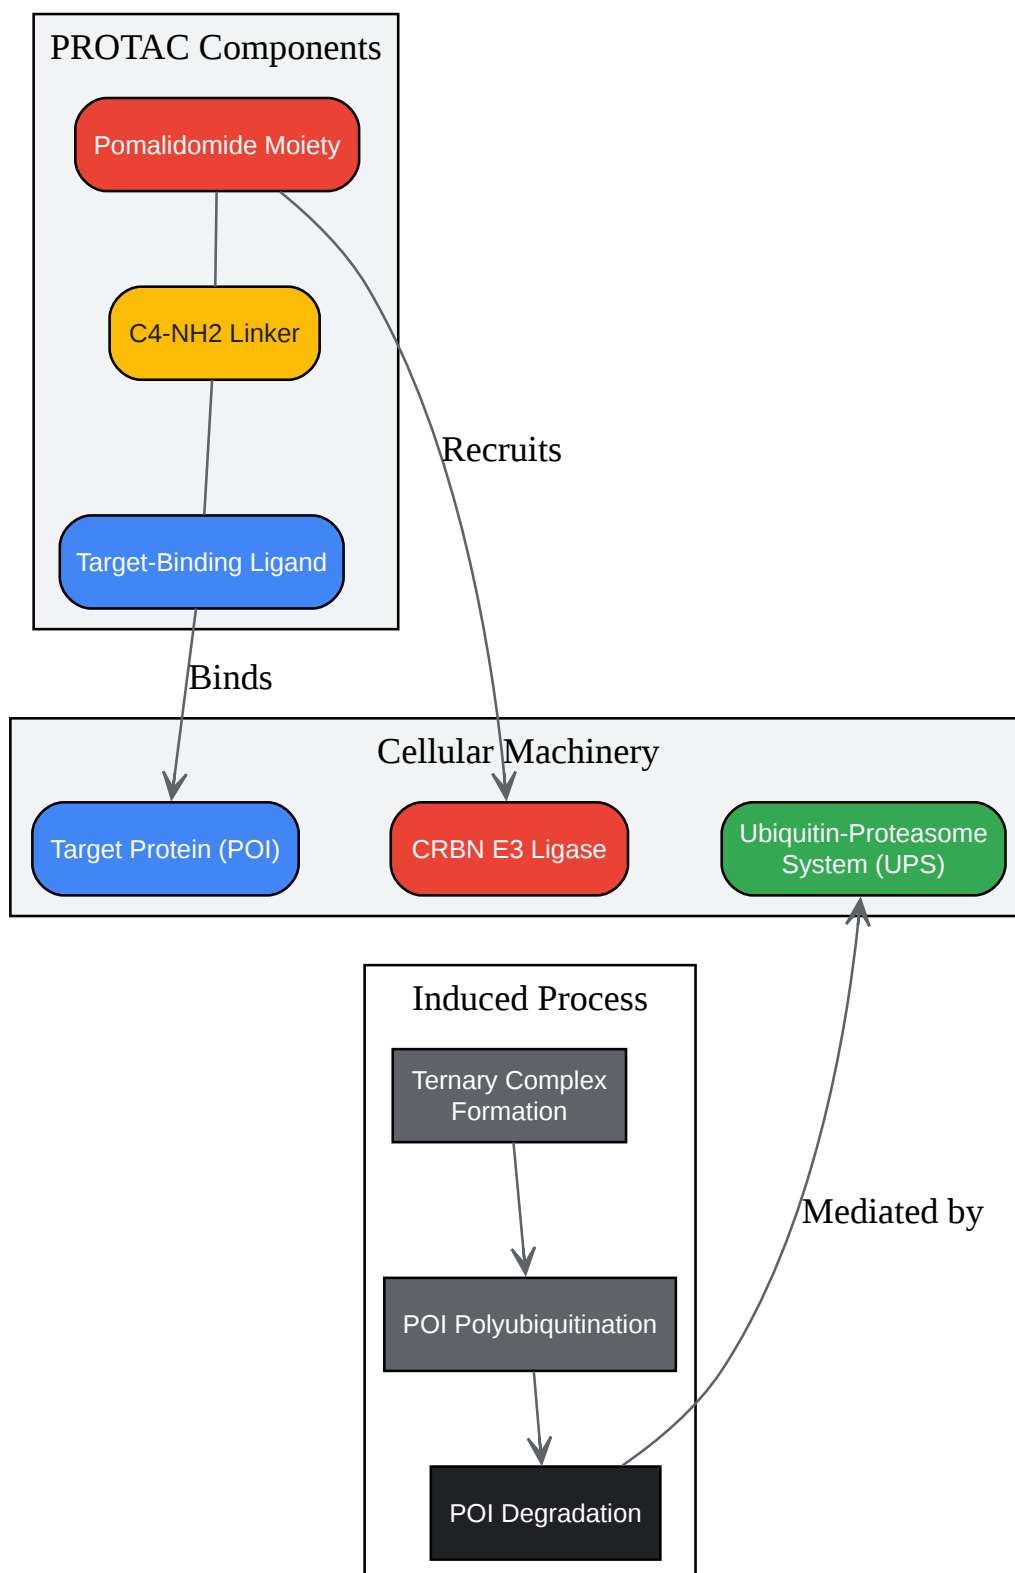 PROTAC Components
Pomalidomide Moiety
C4-NH2 Linker
Recruits
Target-Binding Ligand
Binds
Cellular Machinery
Target Protein (POI)
CRBN E3 Ligase
Ubiquitin-Proteasome
System (UPS)
Induced Process
Ternary Complex
Formation
Mediated by
POI Polyubiquitination
POI Degradation